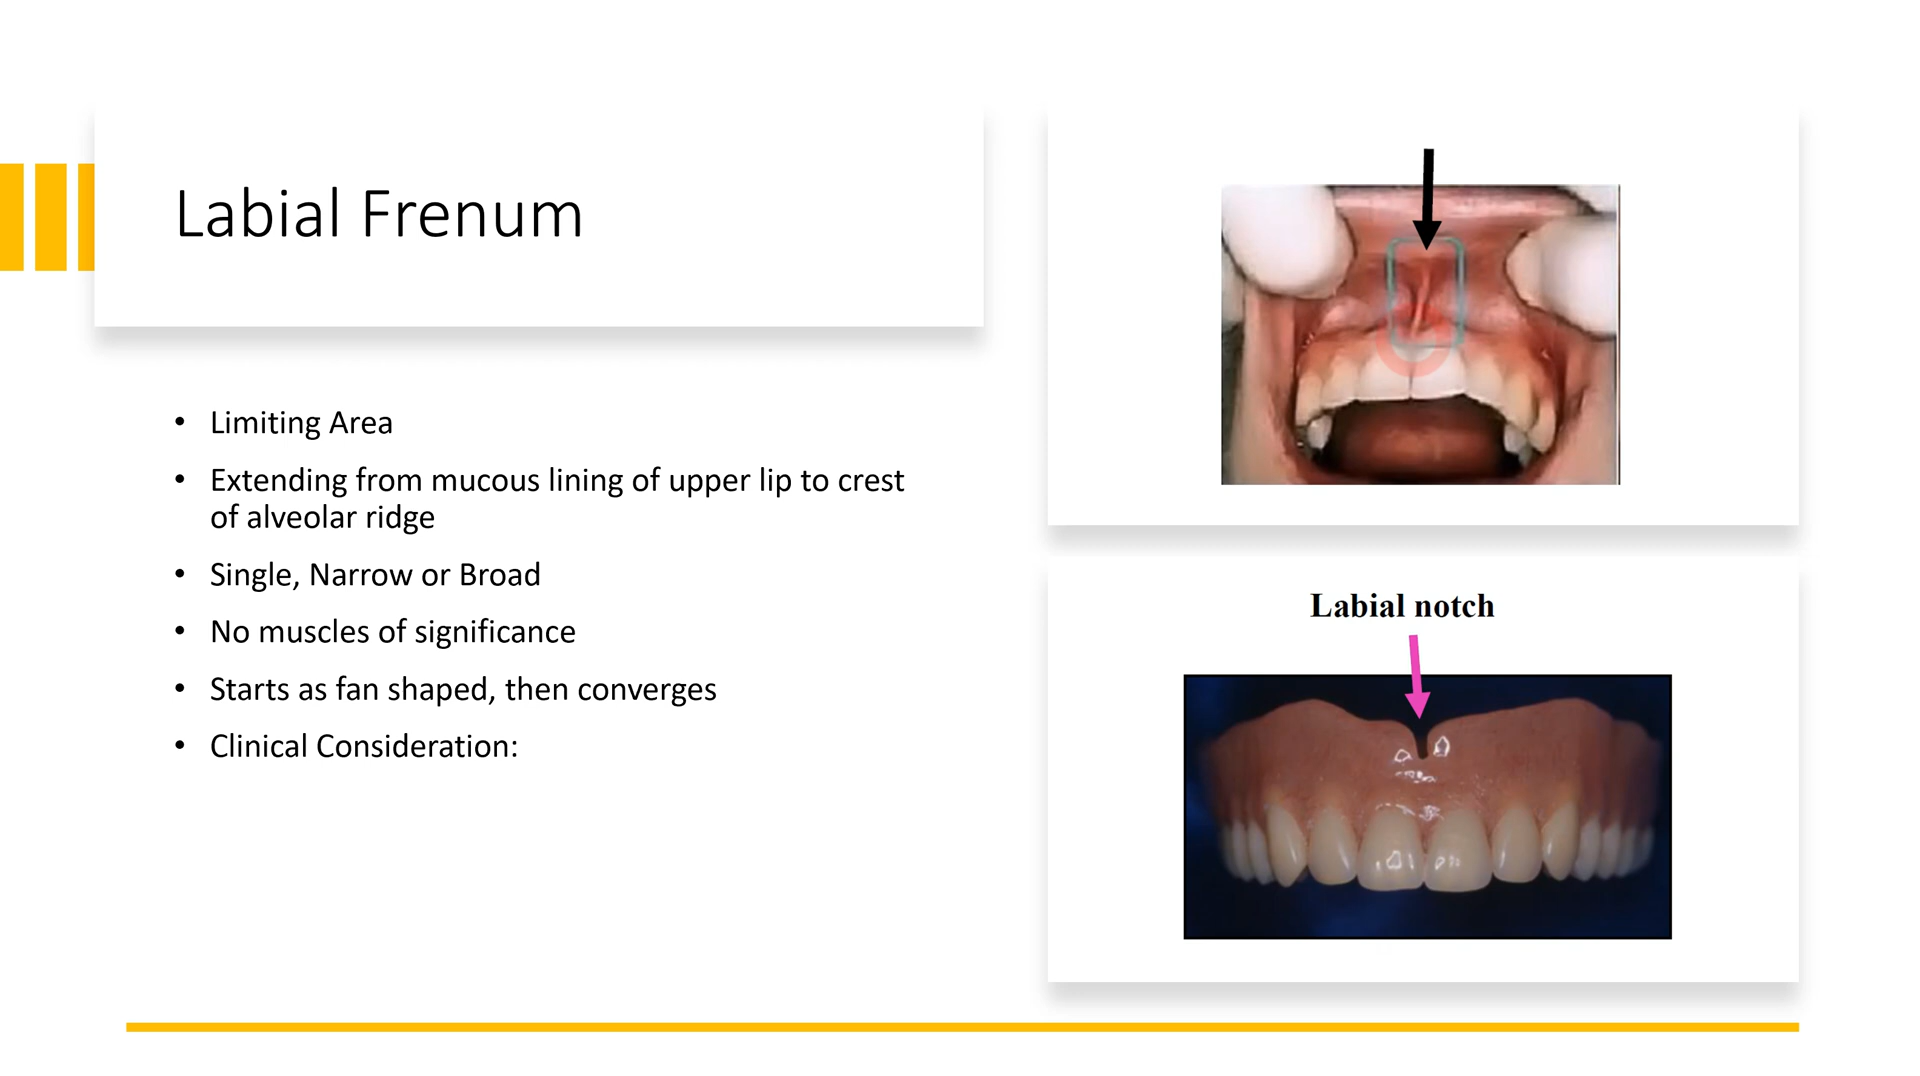 Labial Frenum
• Limiting Area
• Extending from mucous lining of upper lip to crest
of alveolar ridge
• Single, Narrow or Broad
• No muscles of significance
• Starts as fan shaped, then converges
• Clinical Consideration:
Labial notch